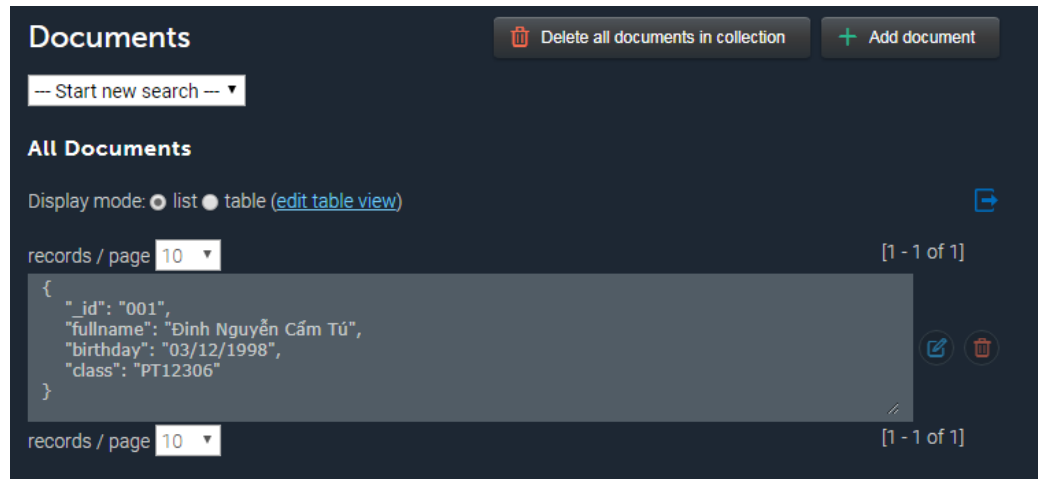 Documents
Delete all documents in collection
Add document
--- Start new search ---
All Documents
Display mode: list table (edit table view)
records / page 10 [1 - 1 of 1]
{
"_id": "001",
"fullname": "Đinh Nguyễn Cẩm Tú",
"birthday": "03/12/1998",
"class": "PT12306"
}
records / page 10 [1 - 1 of 1]